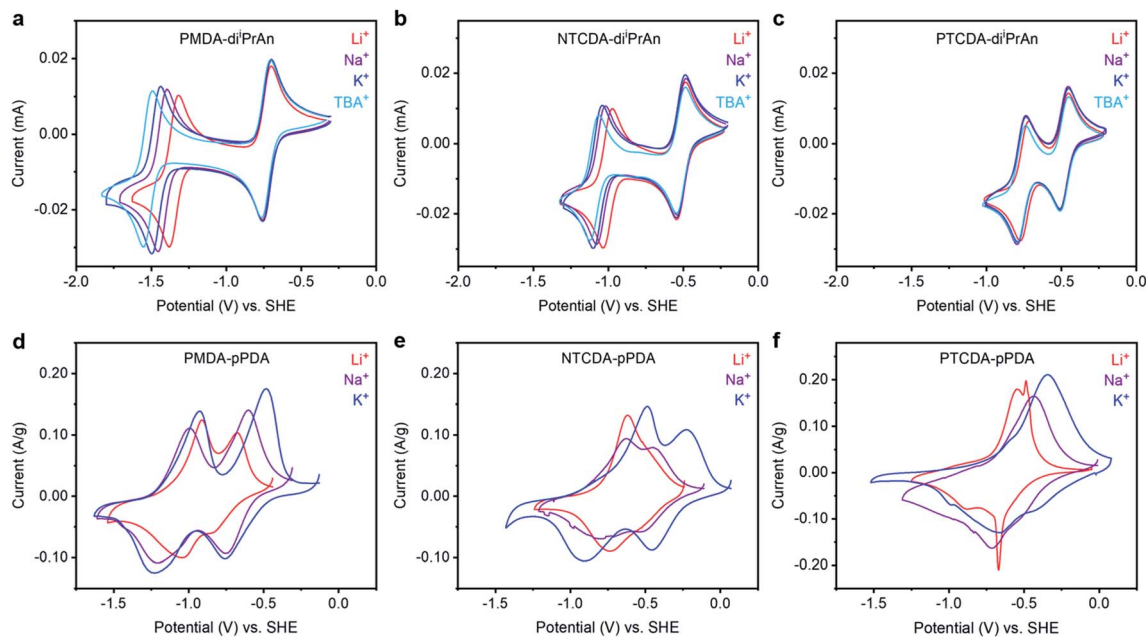 a
PMDA-diⁱPrAn
Li⁺
Na⁺
K⁺
TBA⁺
0.02
0.00
-0.02
Current (mA)
-2.0 -1.5 -1.0 -0.5 0.0
Potential (V) vs. SHE
b
NTCDA-diⁱPrAn
Li⁺
Na⁺
K⁺
TBA⁺
0.02
0.00
-0.02
Current (mA)
-2.0 -1.5 -1.0 -0.5 0.0
Potential (V) vs. SHE
c
PTCDA-diⁱPrAn
Li⁺
Na⁺
K⁺
TBA⁺
0.02
0.00
-0.02
Current (mA)
-2.0 -1.5 -1.0 -0.5 0.0
Potential (V) vs. SHE
d
PMDA-pPDA
Li⁺
Na⁺
K⁺
0.20
0.10
0.00
-0.10
Current (A/g)
-1.5 -1.0 -0.5 0.0
Potential (V) vs. SHE
e
NTCDA-pPDA
Li⁺
Na⁺
K⁺
0.20
0.10
0.00
-0.10
Current (A/g)
-1.5 -1.0 -0.5 0.0
Potential (V) vs. SHE
f
PTCDA-pPDA
Li⁺
Na⁺
K⁺
0.20
0.10
0.00
-0.10
-0.20
Current (A/g)
-1.5 -1.0 -0.5 0.0
Potential (V) vs. SHE